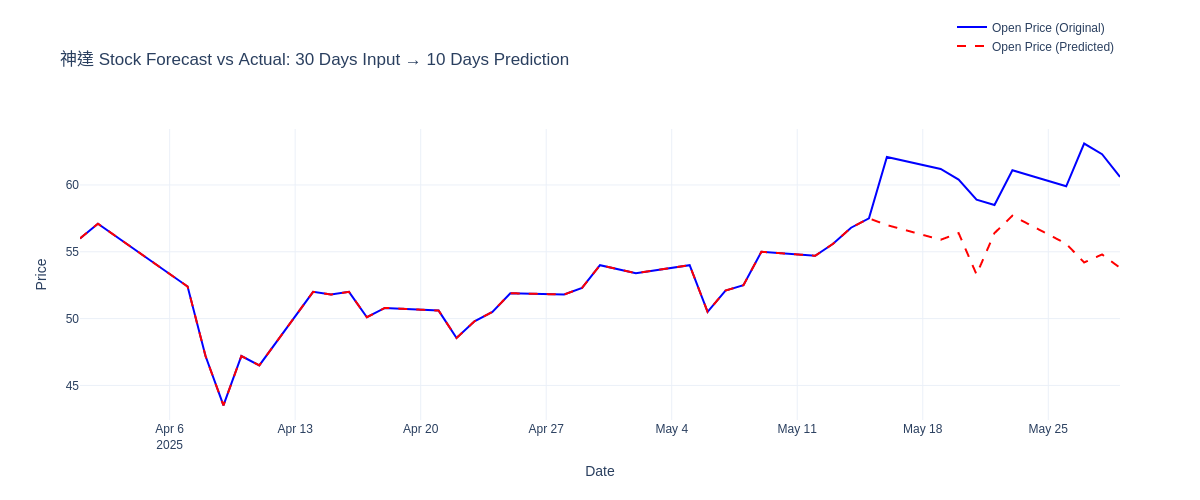 神達 Stock Forecast vs Actual: 30 Days Input → 10 Days Prediction
Open Price (Original)
Open Price (Predicted)
Price
60
55
50
45
Apr 6
2025
Apr 13
Apr 20
Apr 27
May 4
May 11
May 18
May 25
Date